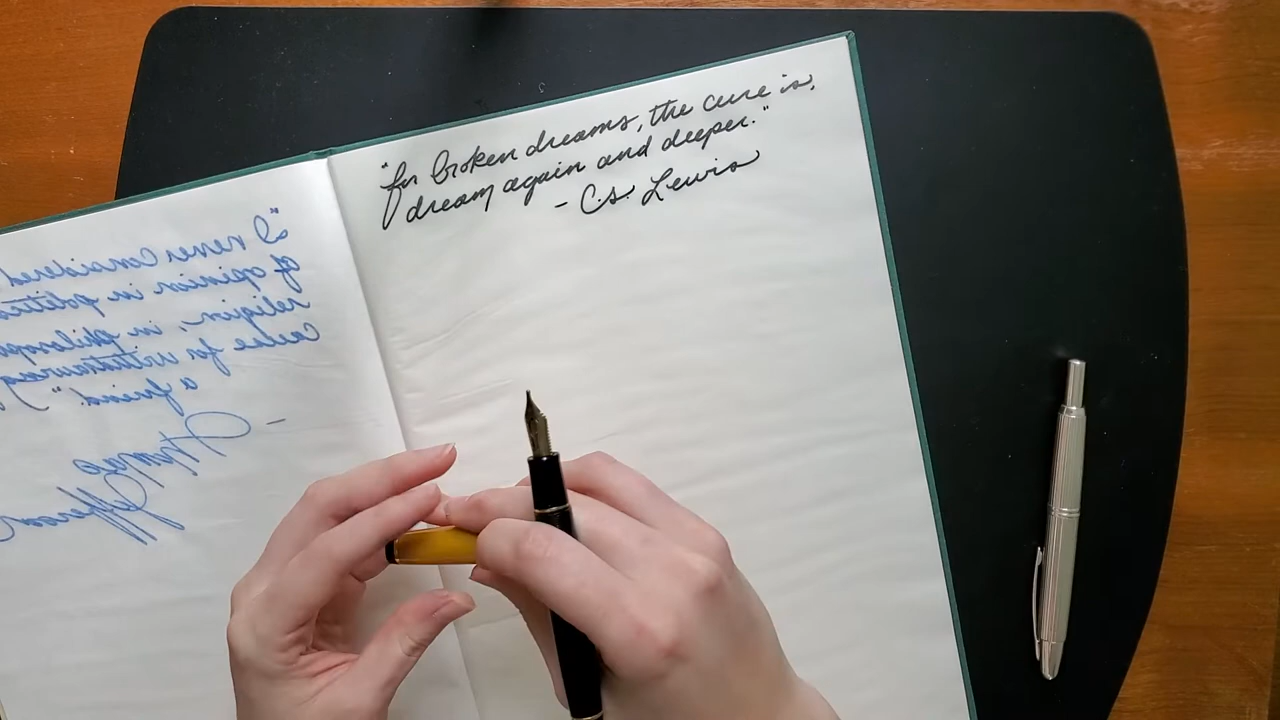 "I never Considered
of opinion in politics
religion, in philosop
cause for withdrawing
a friend."
- Thomas
Jefferson
"for broken dreams, the cure is,
dream again and deeper."
- C.S. Lewis